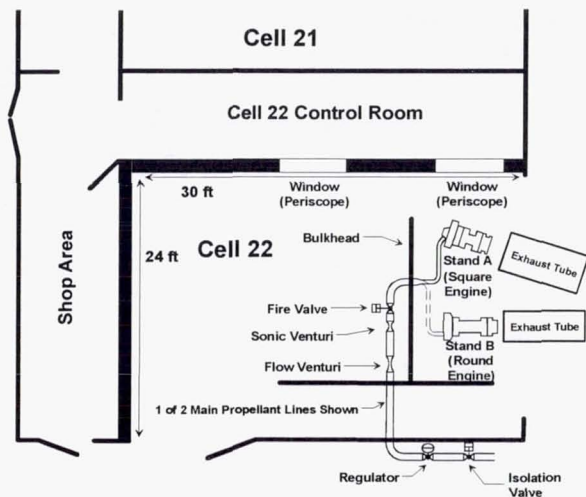 Cell 21
Cell 22 Control Room
30 ft
Window
(Periscope)
Window
(Periscope)
Shop Area
24 ft
Cell 22
Bulkhead
Stand A
(Square
Engine)
Exhaust Tube
Fire Valve
Sonic Venturi
Stand B
(Round
Engine)
Exhaust Tube
Flow Venturi
1 of 2 Main Propellant Lines Shown
Regulator
Isolation
Valve